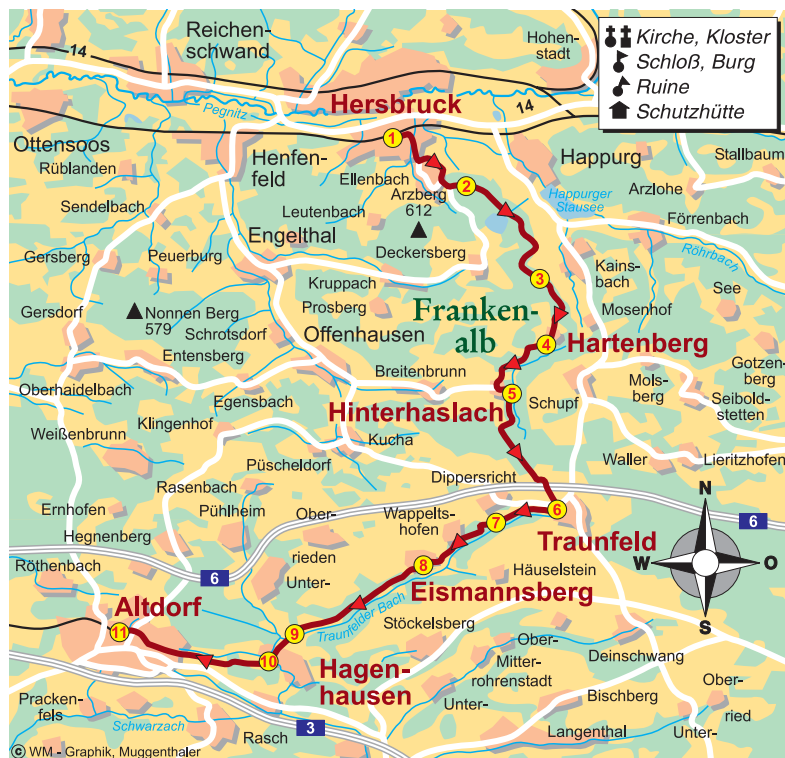 Reichen-
schwand
Hohen-
stadt
Kirche, Kloster
Schloß, Burg
Ruine
Schutzhütte
14
14
Pegnitz
Hersbruck
1
Ottensoos
Rüblanden
Henfen-
feld
Happurg
Stallbaum
Ellenbach
Arzberg
612
2
Happurger
Stausee
Arzlohe
Sendelbach
Leutenbach
Förrenbach
Engelthal
Deckersberg
Röhrbach
Gersberg
Peuerburg
Kruppach
3
Kains-
bach
See
Gersdorf
Nonnen Berg
579
Prosberg
Franken-
alb
Mosenhof
Schrotsdorf
Offenhausen
4
Hartenberg
Entensberg
Breitenbrunn
Gotzen-
berg
Oberhaidelbach
Mols-
berg
Egensbach
5
Seibold-
stetten
Hinterhaslach
Schupf
Klingenhof
Weißenbrunn
Kucha
Püscheldorf
Waller
Lieritzhofen
Rasenbach
Dippersricht
Ernhofen
Pühlheim
Ober-
rieden
Unter-
Wappelts-
hofen
7
6
N
W
O
S
6
Hegnenberg
Traunfeld
Röthenbach
6
8
Häuselstein
Eismannsberg
Altdorf
11
9
Traunfelder Bach
Stöckelsberg
10
Ober-
Mitter-
rohrenstadt
Unter-
Deinschwang
Hagen-
hausen
Bischberg
Ober-
ried
Unter-
Pracken-
fels
Schwarzach
3
Rasch
Langenthal
© WM - Graphik, Muggenthaler